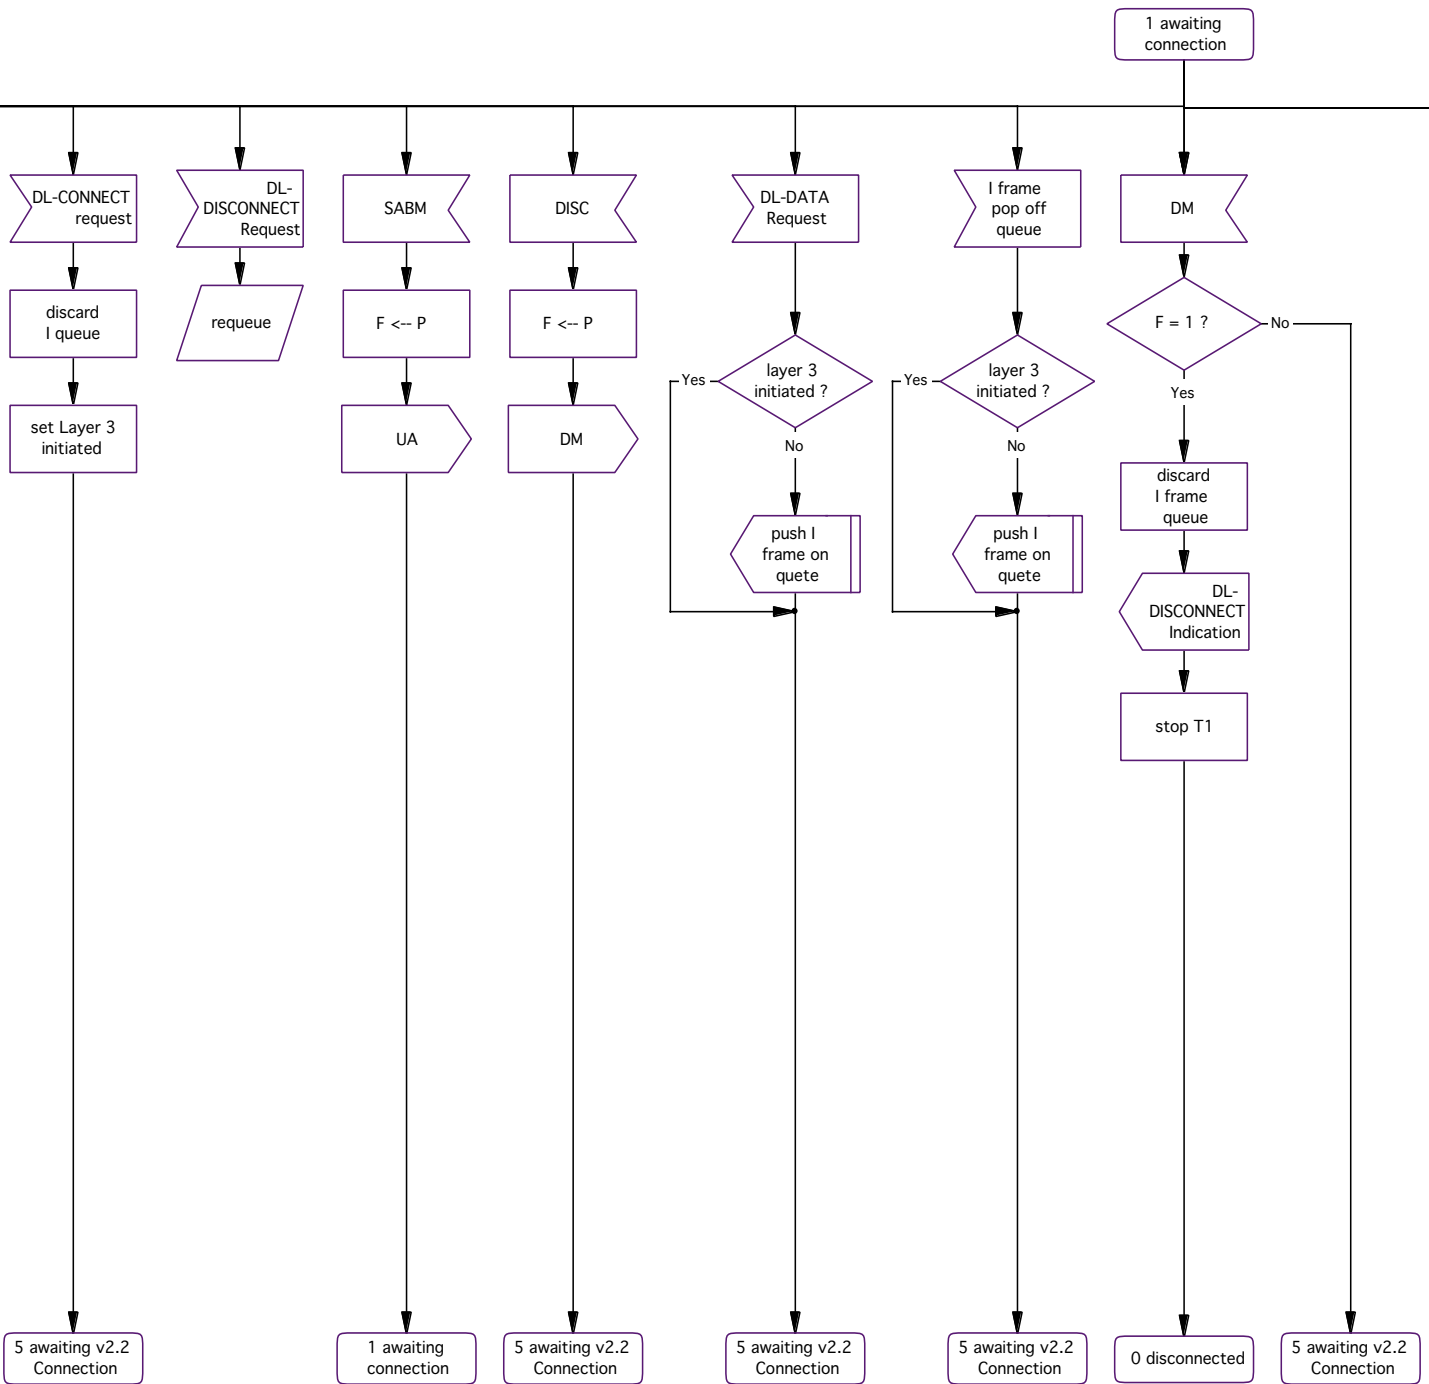 1 awaiting
connection
DL-CONNECT
request
discard
I queue
set Layer 3
initiated
5 awaiting v2.2
Connection
DL-
DISCONNECT
Request
requeue
SABM
F <-- P
UA
1 awaiting
connection
DISC
F <-- P
DM
5 awaiting v2.2
Connection
DL-DATA
Request
layer 3
initiated ?
Yes
No
push I
frame on
quete
5 awaiting v2.2
Connection
I frame
pop off
queue
layer 3
initiated ?
Yes
No
push I
frame on
quete
5 awaiting v2.2
Connection
DM
F = 1 ?
No
Yes
discard
I frame
queue
DL-
DISCONNECT
Indication
stop T1
0 disconnected
5 awaiting v2.2
Connection